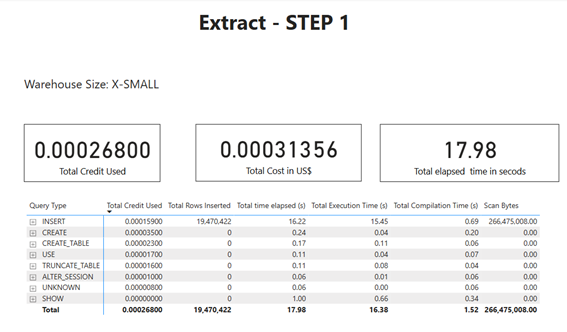 Extract - STEP 1
Warehouse Size: X-SMALL
0.00026800
Total Credit Used
0.00031356
Total Cost in US$
17.98
Total elapsed time in secods
Query Type Total Credit Used Total Rows Inserted Total time elapsed (s) Total Execution Time (s) Total Compilation Time (s) Scan Bytes
INSERT 0.00015900 19,470,422 16.22 15.45 0.69 266,475,008.00
CREATE 0.00003500 0 0.24 0.04 0.20 0.00
CREATE_TABLE 0.00002300 0 0.17 0.11 0.06 0.00
USE 0.00001700 0 0.11 0.04 0.07 0.00
TRUNCATE_TABLE 0.00001600 0 0.11 0.08 0.04 0.00
ALTER_SESSION 0.00001000 0 0.06 0.01 0.06 0.00
UNKNOWN 0.00000800 0 0.06 0.00 0.06 0.00
SHOW 0.00000000 0 1.00 0.66 0.34 0.00
Total 0.00026800 19,470,422 17.98 16.38 1.52 266,475,008.00